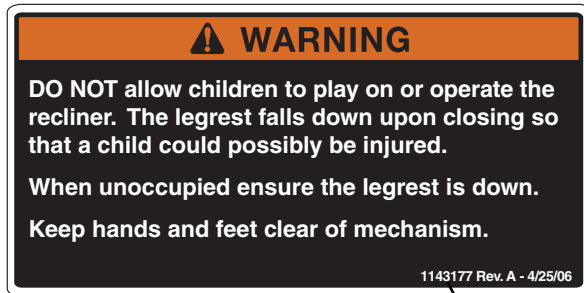 WARNING
DO NOT allow children to play on or operate the
recliner. The legrest falls down upon closing so
that a child could possibly be injured.
When unoccupied ensure the legrest is down.
Keep hands and feet clear of mechanism.
1143177 Rev. A - 4/25/06